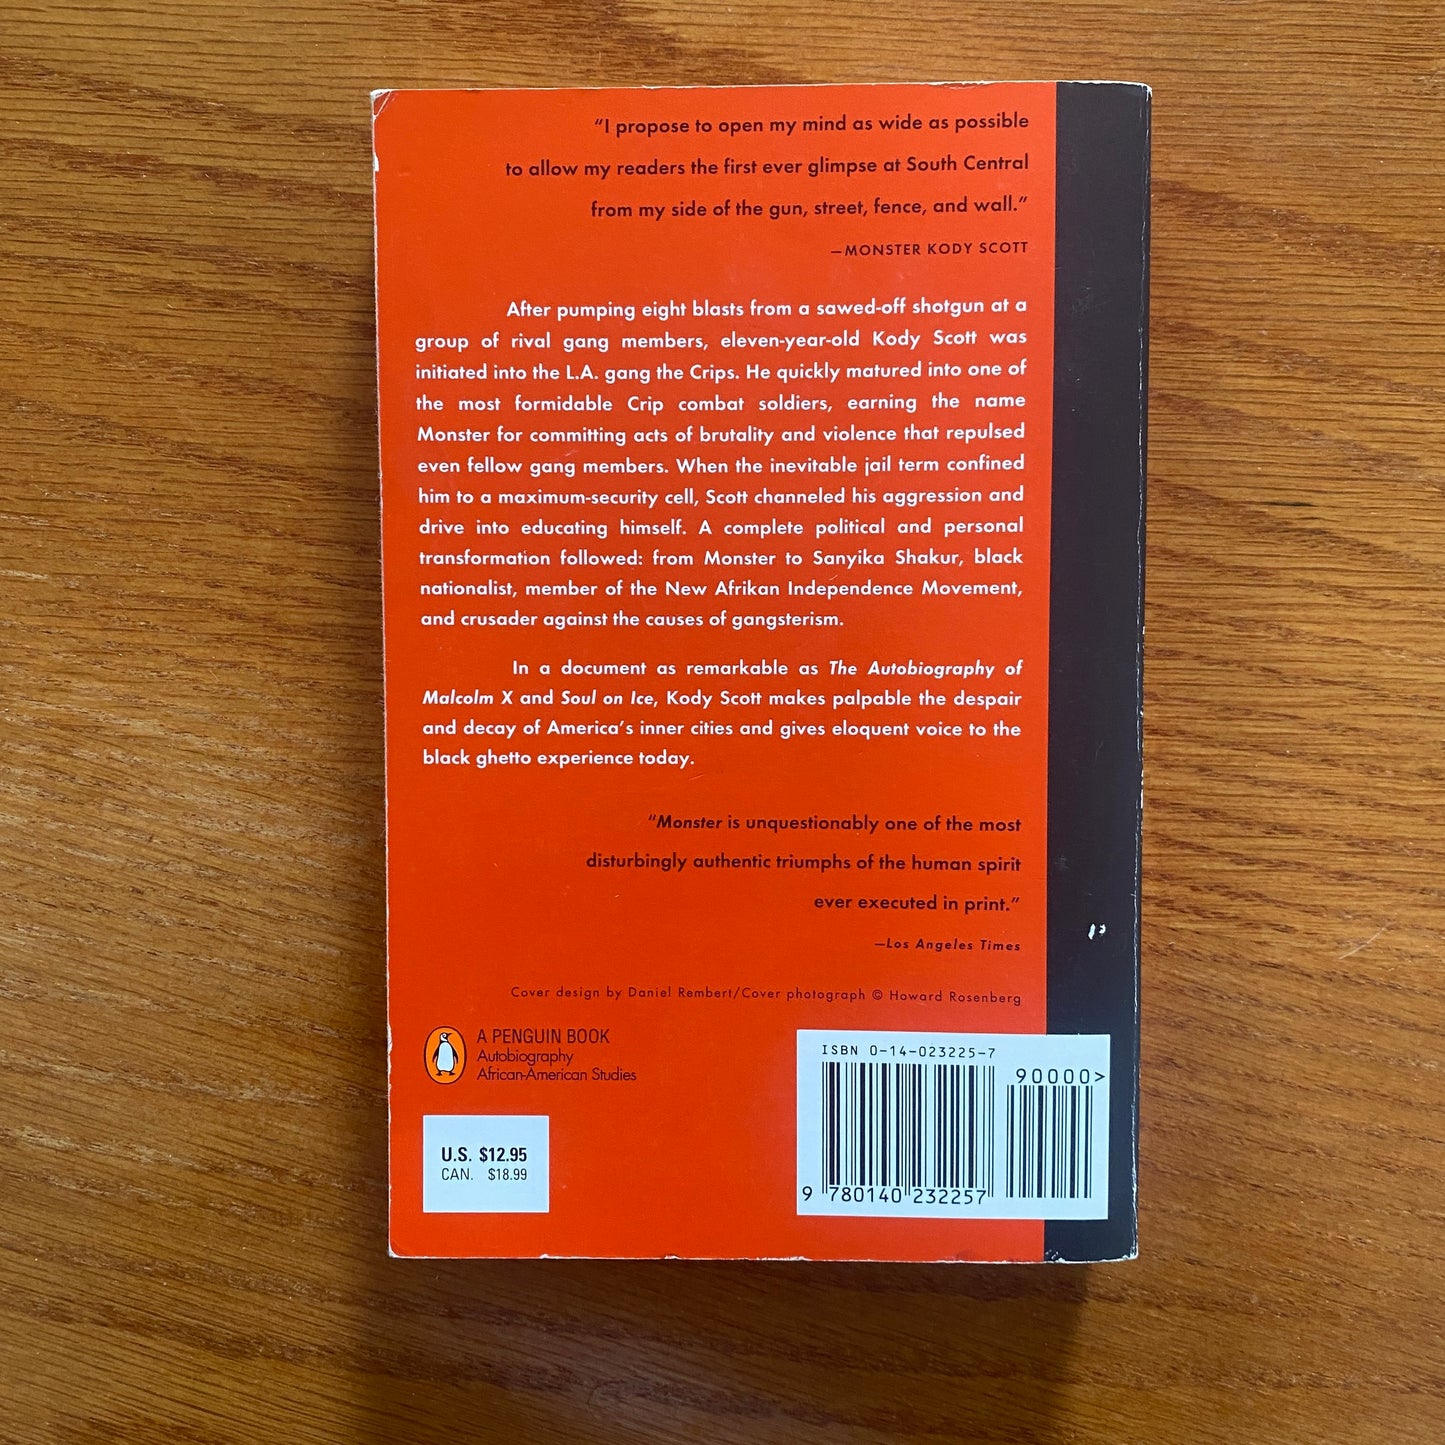 “I propose to open my mind as wide as possible
to allow my readers the first ever glimpse at South Central
from my side of the gun, street, fence, and wall.”
—MONSTER KODY SCOTT
After pumping eight blasts from a sawed-off shotgun at a
group of rival gang members, eleven-year-old Kody Scott was
initiated into the L.A. gang the Crips. He quickly matured into one of
the most formidable Crip combat soldiers, earning the name
Monster for committing acts of brutality and violence that repulsed
even fellow gang members. When the inevitable jail term confined
him to a maximum-security cell, Scott channeled his aggression and
drive into educating himself. A complete political and personal
transformation followed: from Monster to Sanyika Shakur, black
nationalist, member of the New Afrikan Independence Movement,
and crusader against the causes of gangsterism.
In a document as remarkable as The Autobiography of
Malcolm X and Soul on Ice, Kody Scott makes palpable the despair
and decay of America’s inner cities and gives eloquent voice to the
black ghetto experience today.
“Monster is unquestionably one of the most
disturbingly authentic triumphs of the human spirit
ever executed in print.”
—Los Angeles Times
Cover design by Daniel Rembert/Cover photograph © Howard Rosenberg
A PENGUIN BOOK
Autobiography
African-American Studies
U.S. $12.95
CAN. $18.99
ISBN 0-14-023225-7
90000>
9 780140 232257